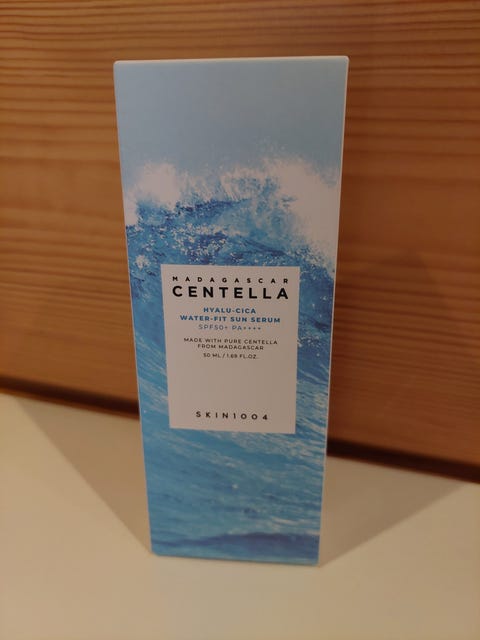 MADAGASCAR
CENTELLA
HYALU-CICA
WATER-FIT SUN SERUM
SPF50+ PA++++
MADE WITH PURE CENTELLA
FROM MADAGASCAR
50 ML / 1.69 FL.OZ.
SKIN1004